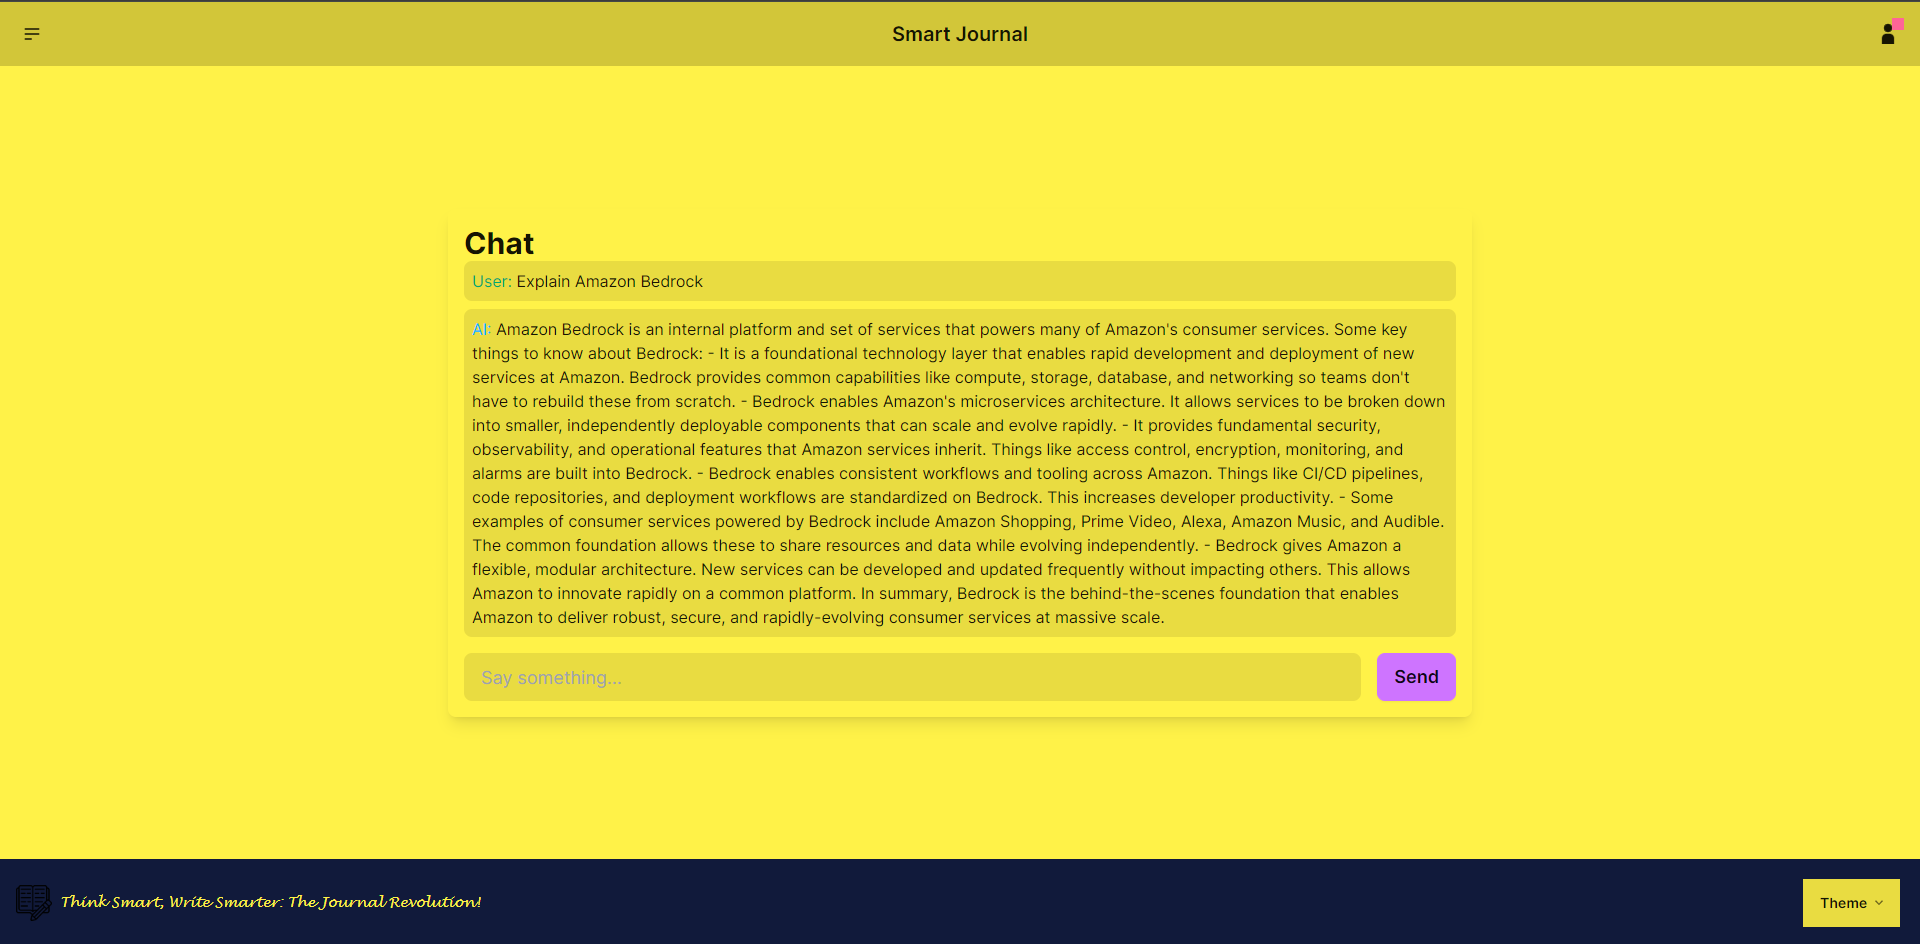 Smart Journal
Chat
User: Explain Amazon Bedrock
AI: Amazon Bedrock is an internal platform and set of services that powers many of Amazon's consumer services. Some key
things to know about Bedrock: - It is a foundational technology layer that enables rapid development and deployment of new
services at Amazon. Bedrock provides common capabilities like compute, storage, database, and networking so teams don't
have to rebuild these from scratch. - Bedrock enables Amazon's microservices architecture. It allows services to be broken down
into smaller, independently deployable components that can scale and evolve rapidly. - It provides fundamental security,
observability, and operational features that Amazon services inherit. Things like access control, encryption, monitoring, and
alarms are built into Bedrock. - Bedrock enables consistent workflows and tooling across Amazon. Things like CI/CD pipelines,
code repositories, and deployment workflows are standardized on Bedrock. This increases developer productivity. - Some
examples of consumer services powered by Bedrock include Amazon Shopping, Prime Video, Alexa, Amazon Music, and Audible.
The common foundation allows these to share resources and data while evolving independently. - Bedrock gives Amazon a
flexible, modular architecture. New services can be developed and updated frequently without impacting others. This allows
Amazon to innovate rapidly on a common platform. In summary, Bedrock is the behind-the-scenes foundation that enables
Amazon to deliver robust, secure, and rapidly-evolving consumer services at massive scale.
Say something...
Send
Think Smart, Write Smarter: The Journal Revolution!
Theme